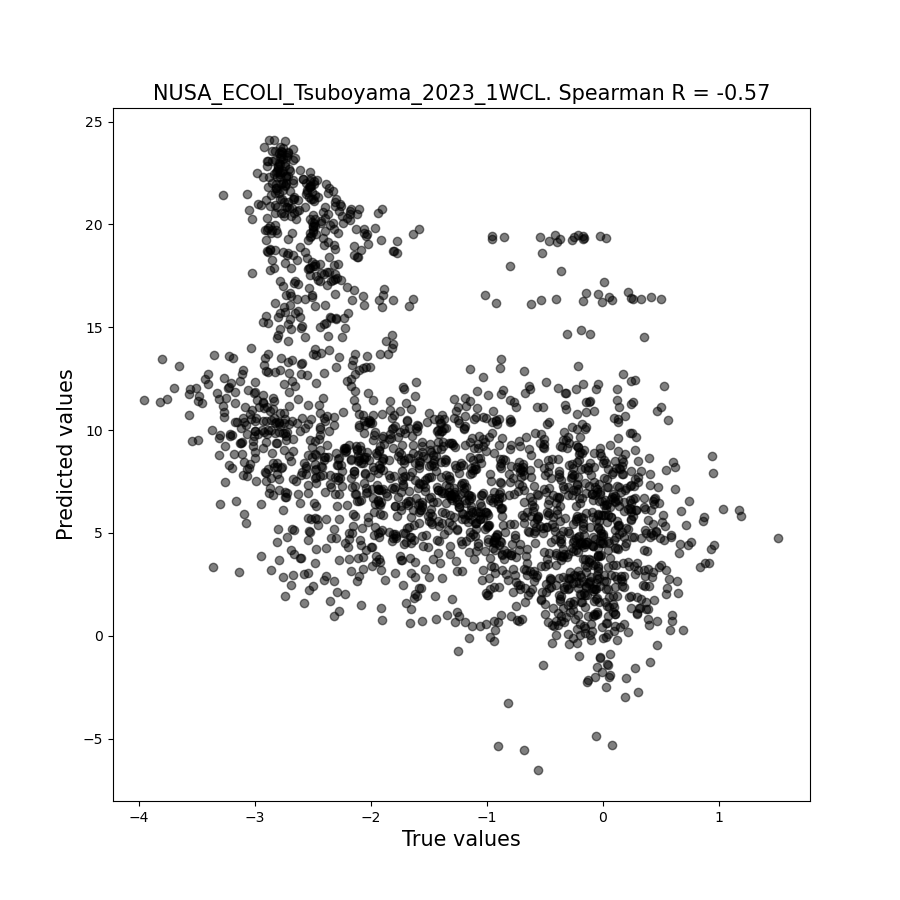 NUSA_ECOLI_Tsuboyama_2023_1WCL. Spearman R = -0.57
25
20
15
10
5
0
−5
Predicted values
−4 −3 −2 −1 0 1
True values